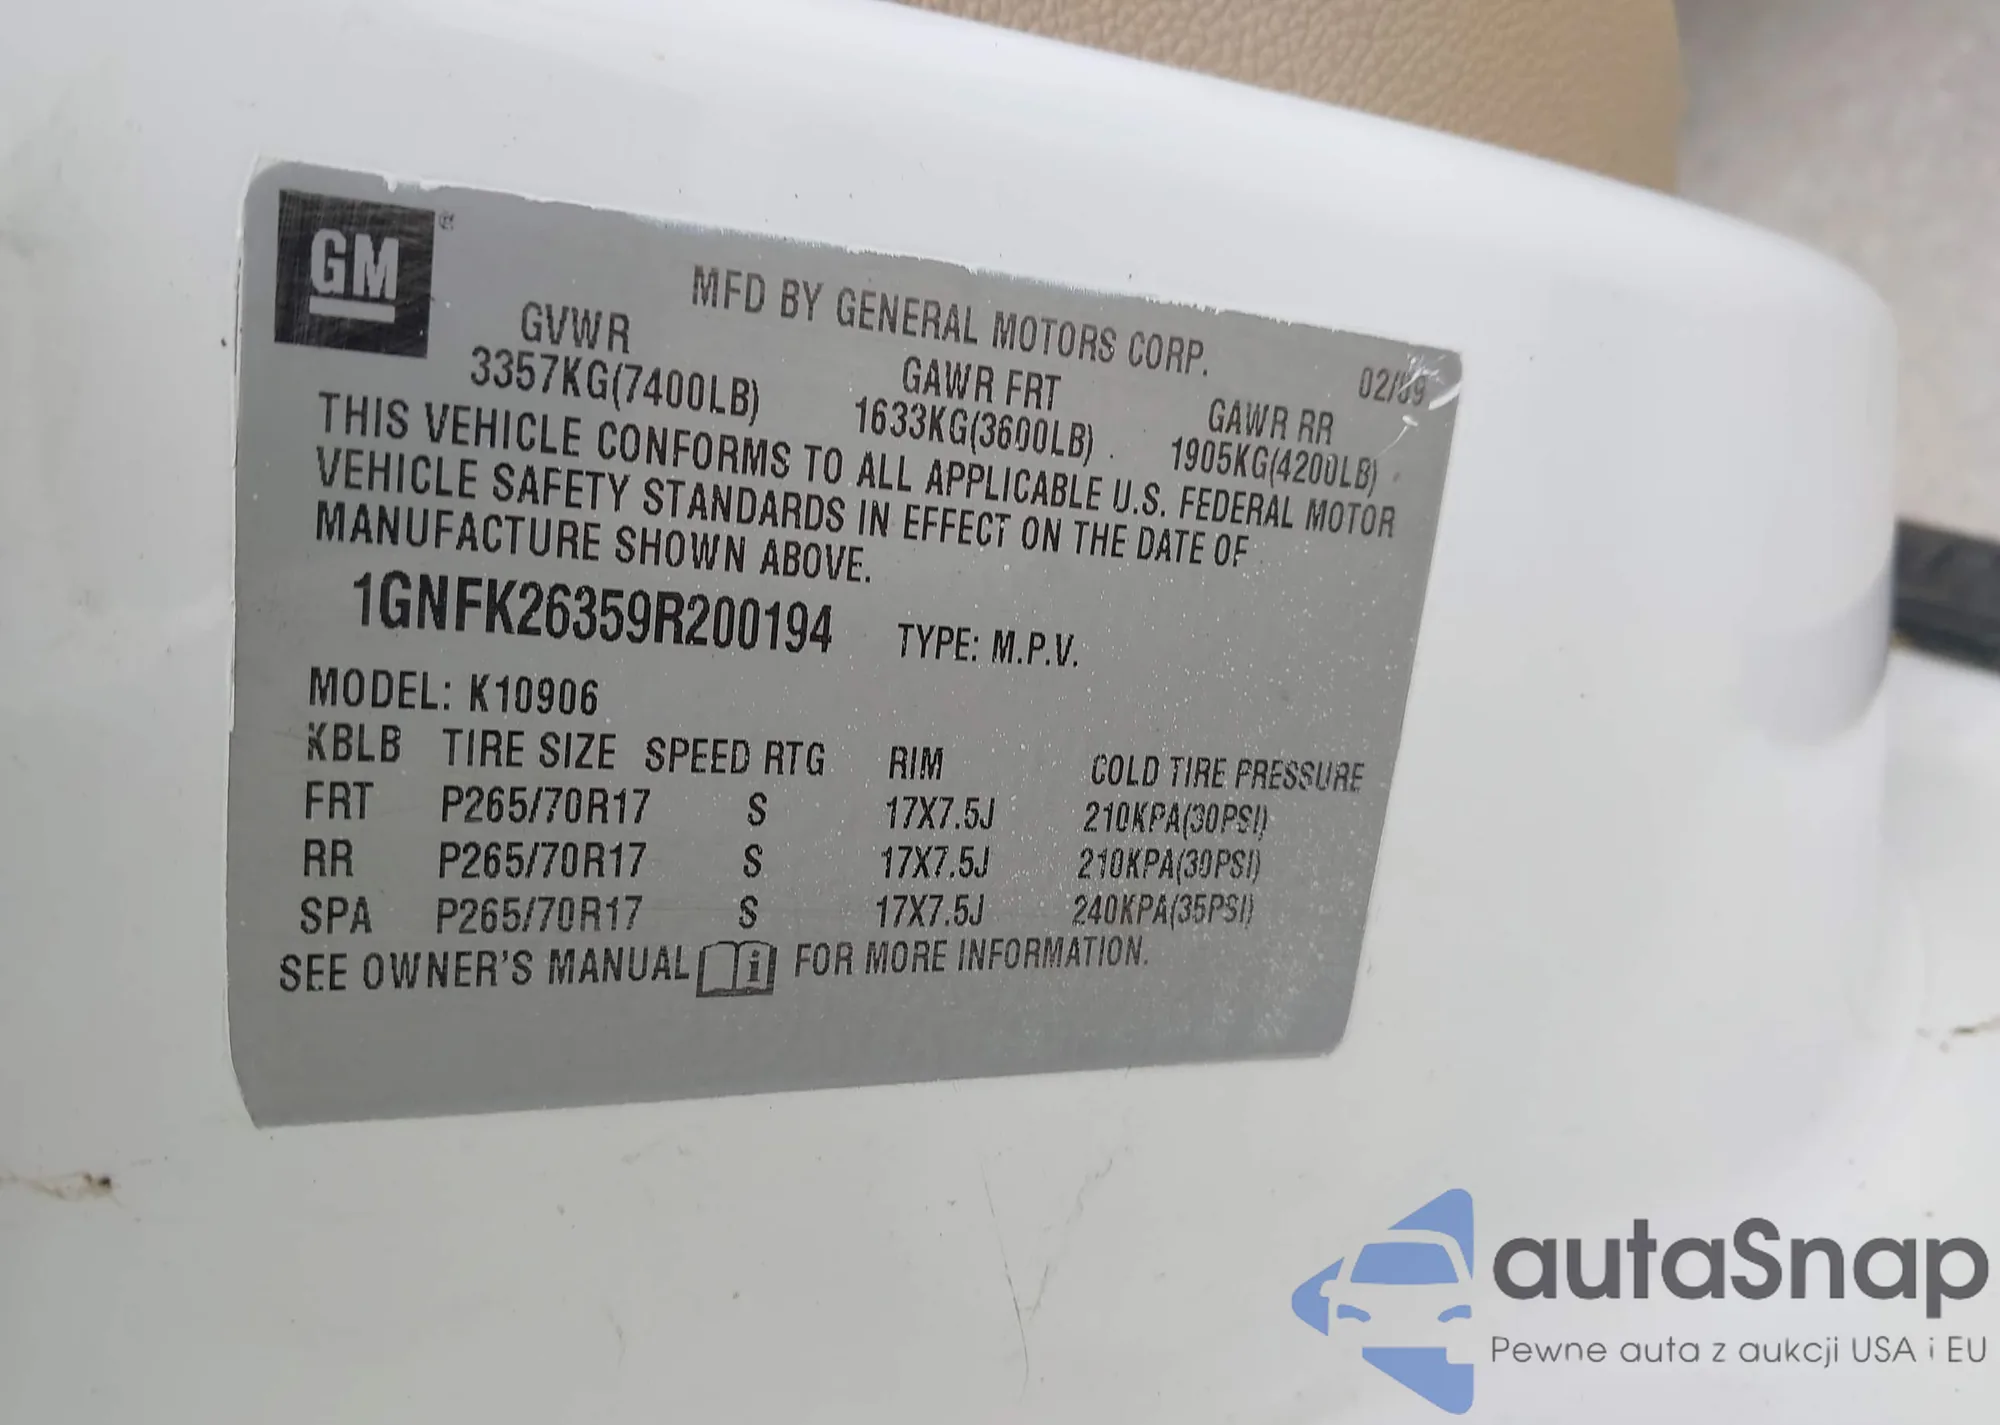 GM ®
MFD BY GENERAL MOTORS CORP.
02/09
GVWR GAWR FRT GAWR RR
3357KG(7400LB) 1633KG(3600LB) 1905KG(4200LB)
THIS VEHICLE CONFORMS TO ALL APPLICABLE U.S. FEDERAL MOTOR
VEHICLE SAFETY STANDARDS IN EFFECT ON THE DATE OF
MANUFACTURE SHOWN ABOVE.
1GNFK26359R200194 TYPE: M.P.V.
MODEL: K10906
KBLB TIRE SIZE SPEED RTG RIM COLD TIRE PRESSURE
FRT P265/70R17 S 17X7.5J 210KPA(30PSI)
RR P265/70R17 S 17X7.5J 210KPA(30PSI)
SPA P265/70R17 S 17X7.5J 240KPA(35PSI)
SEE OWNER'S MANUAL i FOR MORE INFORMATION.
autaSnap
Pewne auta z aukcji USA i EU